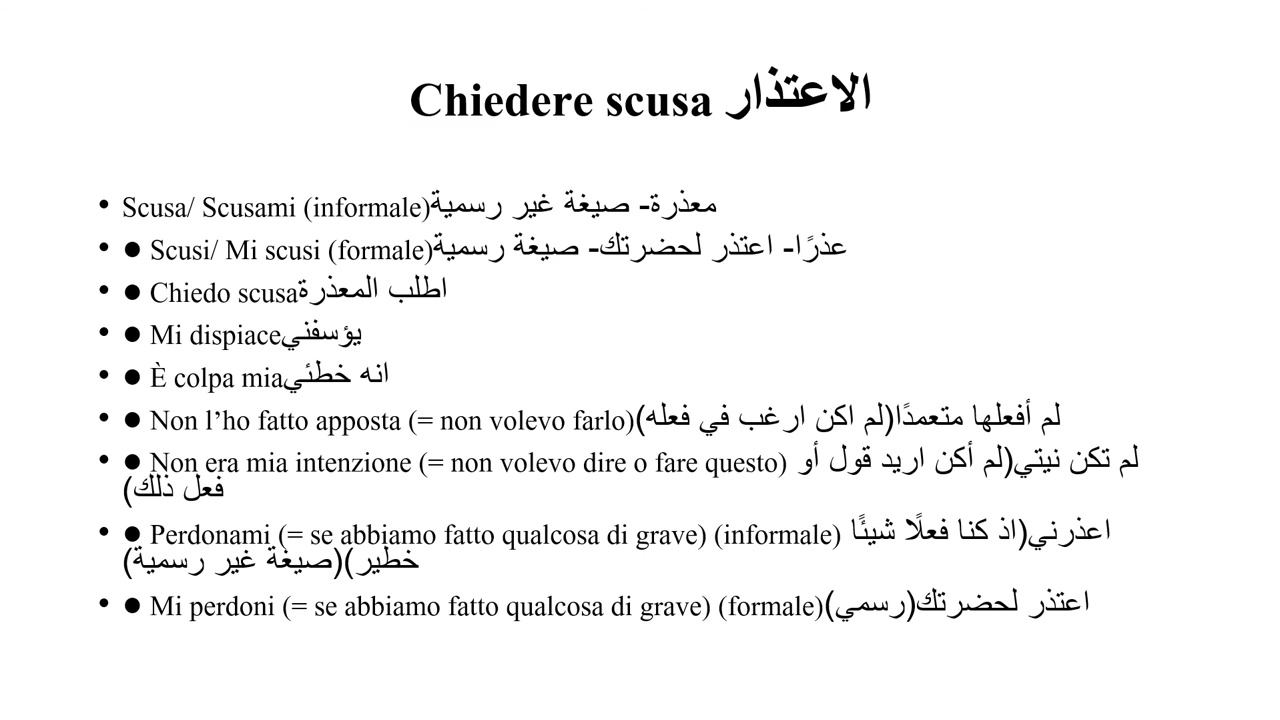 Chiedere scusa الاعتذار
• Scusa/ Scusami (informale)معذرة- صيغة غير رسمية
• ● Scusi/ Mi scusi (formale)عذرًا- اعتذر لحضرتك- صيغة رسمية
• ● Chiedo scusaاطلب المعذرة
• ● Mi dispiaceيؤسفني
• ● È colpa miaانه خطئي
• ● Non l’ho fatto apposta (= non volevo farlo)لم أفعلها متعمدًا(لم اكن ارغب في فعله)
• ● Non era mia intenzione (= non volevo dire o fare questo) لم تكن نيتي(لم أكن اريد قول أو
فعل ذلك)
• ● Perdonami (= se abbiamo fatto qualcosa di grave) (informale) اعذرني(اذ كنا فعلًا شيئًا
خطير)(صيغة غير رسمية)
• ● Mi perdoni (= se abbiamo fatto qualcosa di grave) (formale)اعتذر لحضرتك(رسمي)